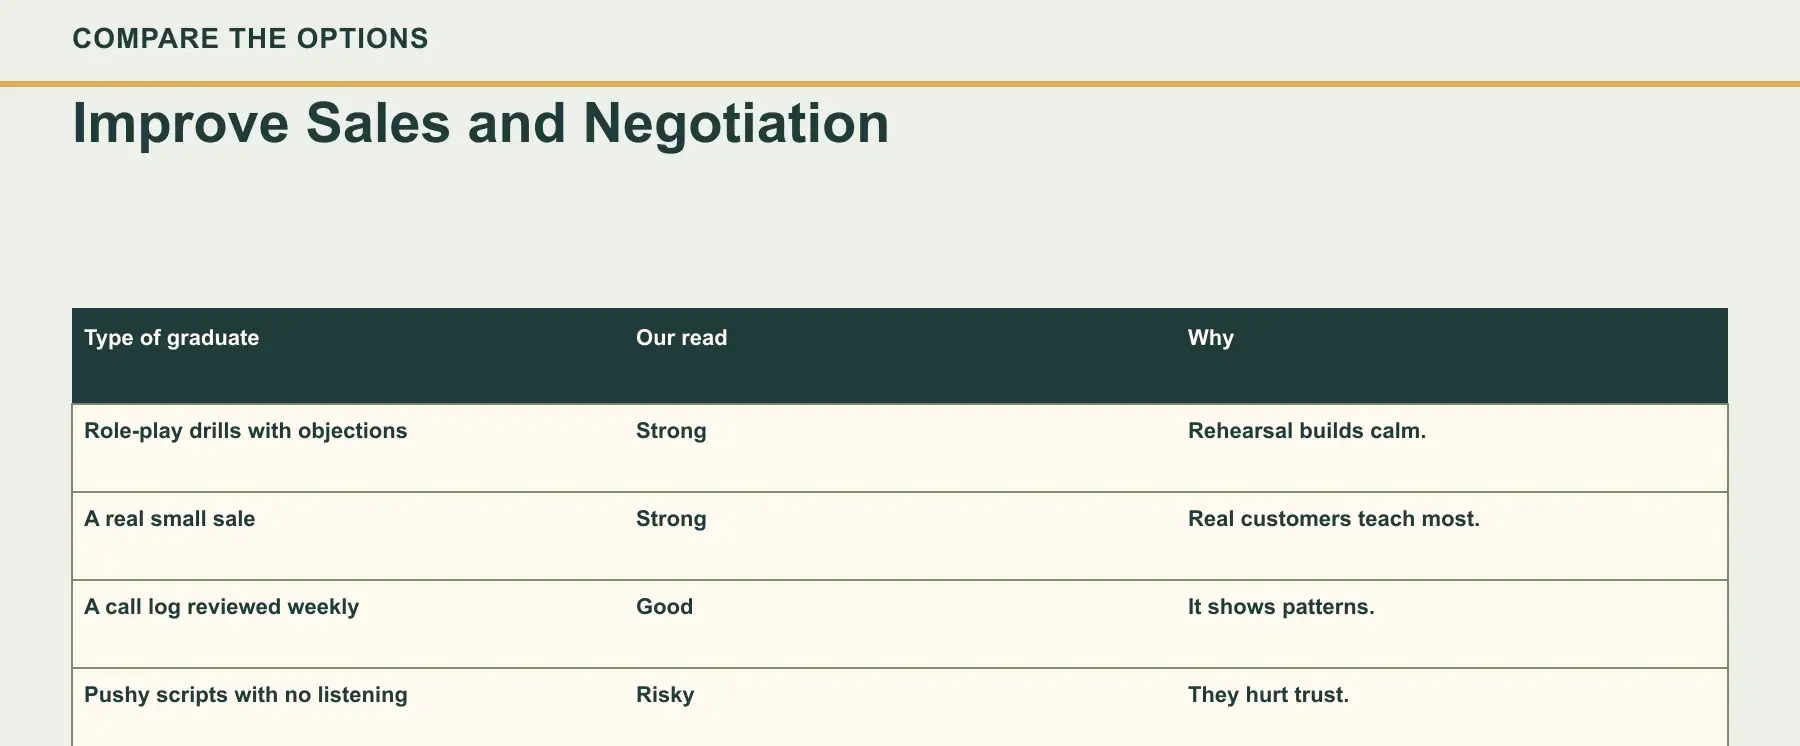 COMPARE THE OPTIONS
Improve Sales and Negotiation
Type of graduate Our read Why
Role-play drills with objections Strong Rehearsal builds calm.
A real small sale Strong Real customers teach most.
A call log reviewed weekly Good It shows patterns.
Pushy scripts with no listening Risky They hurt trust.